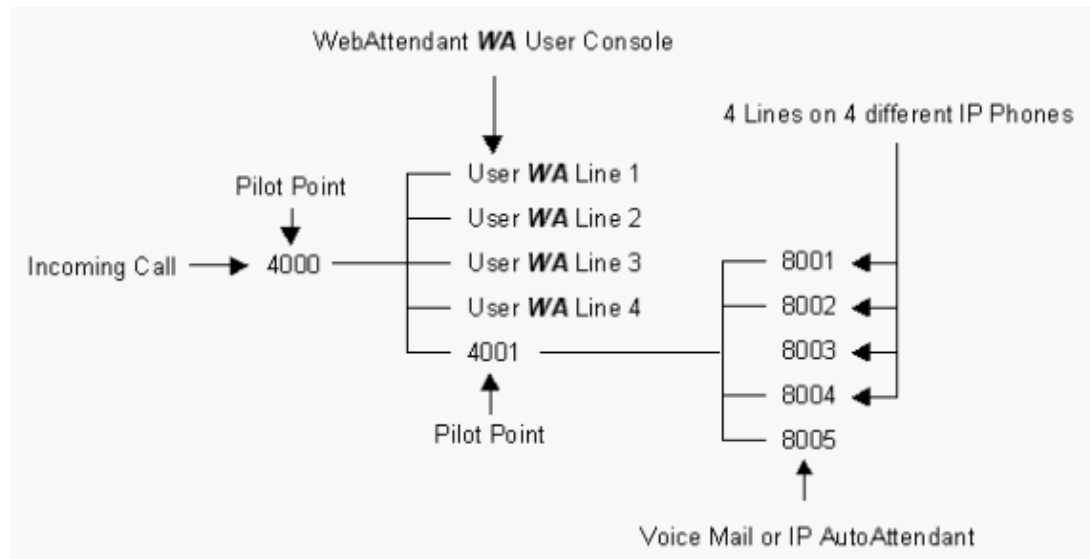 WebAttendant WA User Console
4 Lines on 4 different IP Phones
User WA Line 1
Pilot Point
User WA Line 2
Incoming Call
4000
User WA Line 3
8001
User WA Line 4
8002
4001
8003
8004
Pilot Point
8005
Voice Mail or IP AutoAttendant